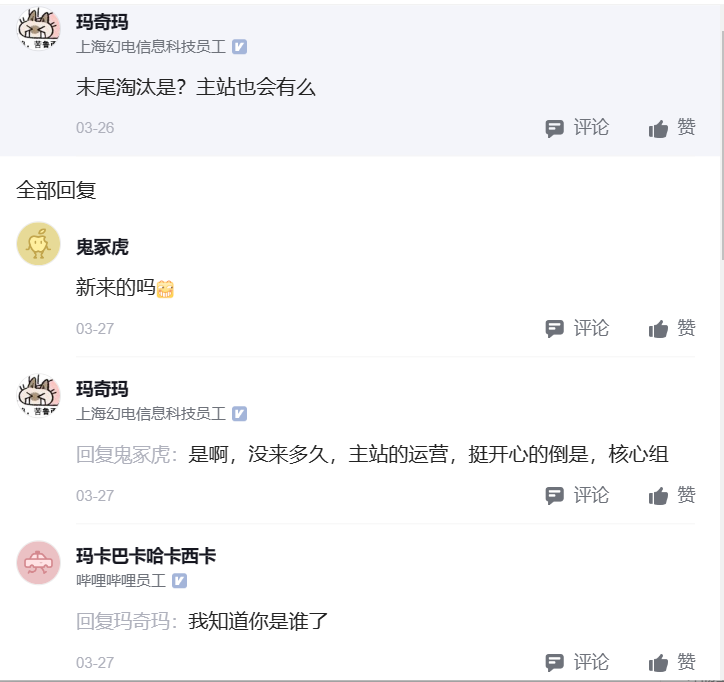 玛奇玛
上海幻电信息科技员工
末尾淘汰是？主站也会有么
03-26
评论
赞
全部回复
鬼冢虎
新来的吗
03-27
评论
赞
玛奇玛
上海幻电信息科技员工
回复鬼冢虎：是啊，没来多久，主站的运营，挺开心的倒是，核心组
03-27
评论
赞
玛卡巴卡哈卡西卡
哔哩哔哩员工
回复玛奇玛：我知道你是谁了
03-27
评论
赞